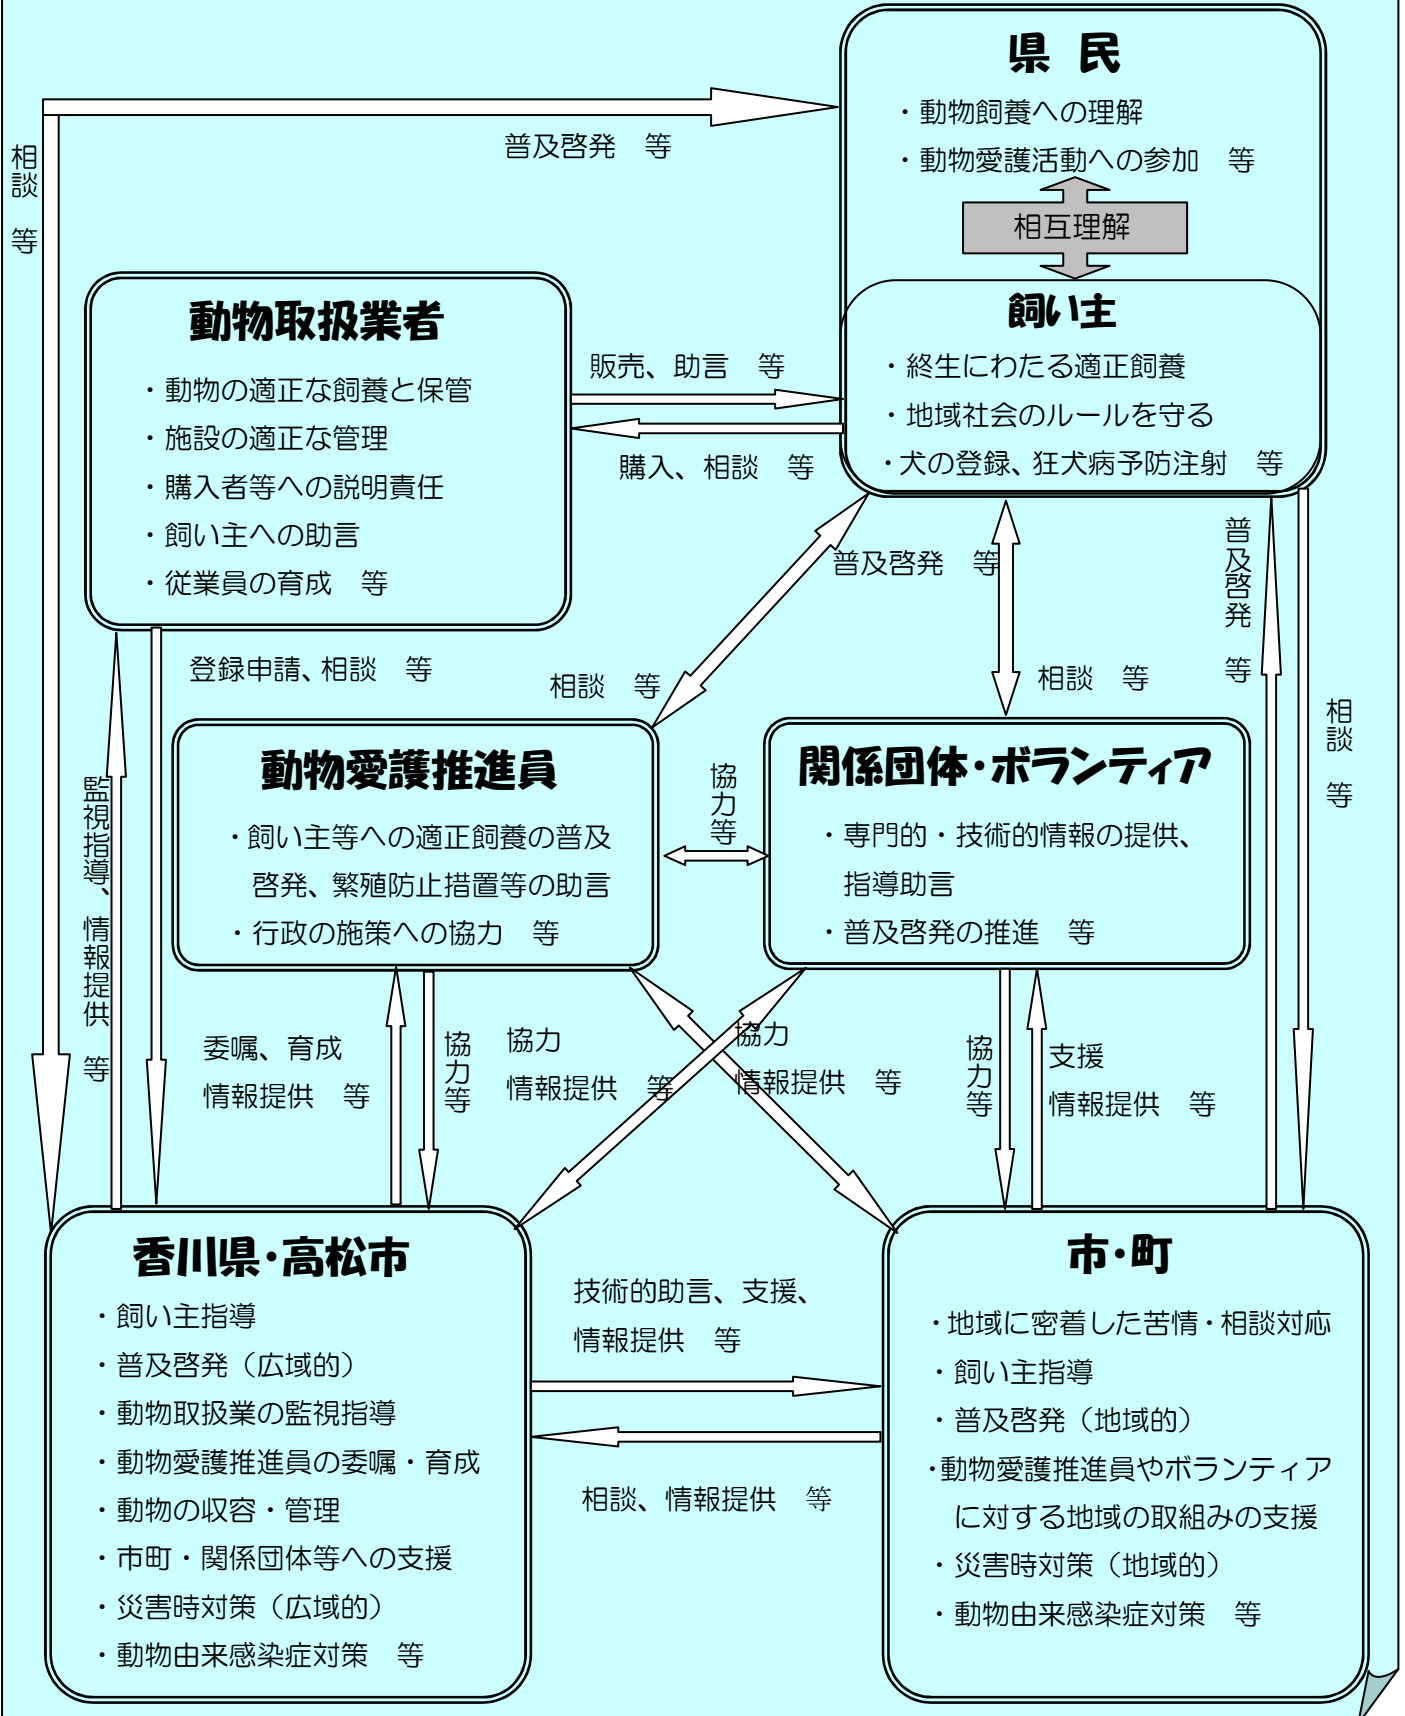 県 民
・動物飼養への理解
・動物愛護活動への参加　等
相互理解
飼い主
・終生にわたる適正飼養
・地域社会のルールを守る
・犬の登録、狂犬病予防注射　等
普及啓発　等
相談　等
動物取扱業者
・動物の適正な飼養と保管
・施設の適正な管理
・購入者等への説明責任
・飼い主への助言
・従業員の育成　等
販売、助言　等
購入、相談　等
普及啓発　等
普及啓発　等
登録申請、相談　等
相談　等
相談　等
相談　等
監視指導、情報提供　等
動物愛護推進員
・飼い主等への適正飼養の普及
啓発、繁殖防止措置等の助言
・行政の施策への協力　等
協力等
関係団体・ボランティア
・専門的・技術的情報の提供、
指導助言
・普及啓発の推進　等
委嘱、育成
情報提供　等
協力等
協力
情報提供　等
協力
情報提供　等
協力等
支援
情報提供　等
香川県・高松市
・飼い主指導
・普及啓発（広域的）
・動物取扱業の監視指導
・動物愛護推進員の委嘱・育成
・動物の収容・管理
・市町・関係団体等への支援
・災害時対策（広域的）
・動物由来感染症対策　等
技術的助言、支援、
情報提供　等
相談、情報提供　等
市・町
・地域に密着した苦情・相談対応
・飼い主指導
・普及啓発（地域的）
・動物愛護推進員やボランティア
に対する地域の取組みの支援
・災害時対策（地域的）
・動物由来感染症対策　等